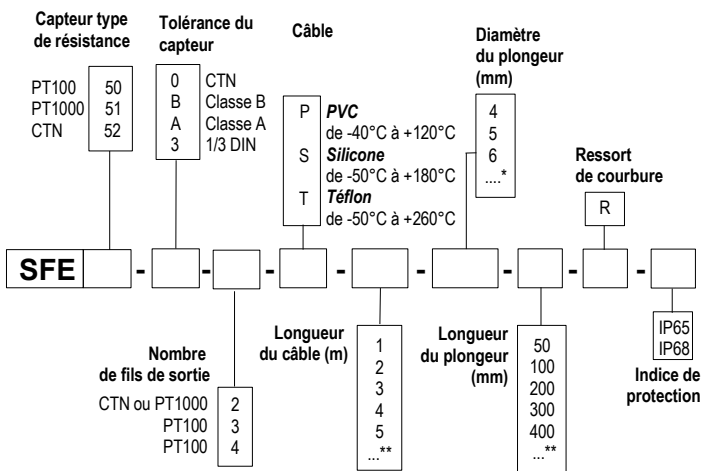 Capteur type
de résistance
PT100 50
PT1000 51
CTN 52
Tolérance du
capteur
0 CTN
B Classe B
A Classe A
3 1/3 DIN
Câble
P PVC
de -40°C à +120°C
S Silicone
de -50°C à +180°C
T Téflon
de -50°C à +260°C
Diamètre
du plongeur
(mm)
4
5
6
....*
Ressort
de courbure
R
SFE - - - - - - - -
Nombre
de fils de sortie
CTN ou PT1000 2
PT100 3
PT100 4
Longueur
du câble (m)
1
2
3
4
5
...**
Longueur
du plongeur
(mm)
50
100
200
300
400
...**
IP65
IP68
Indice de
protection